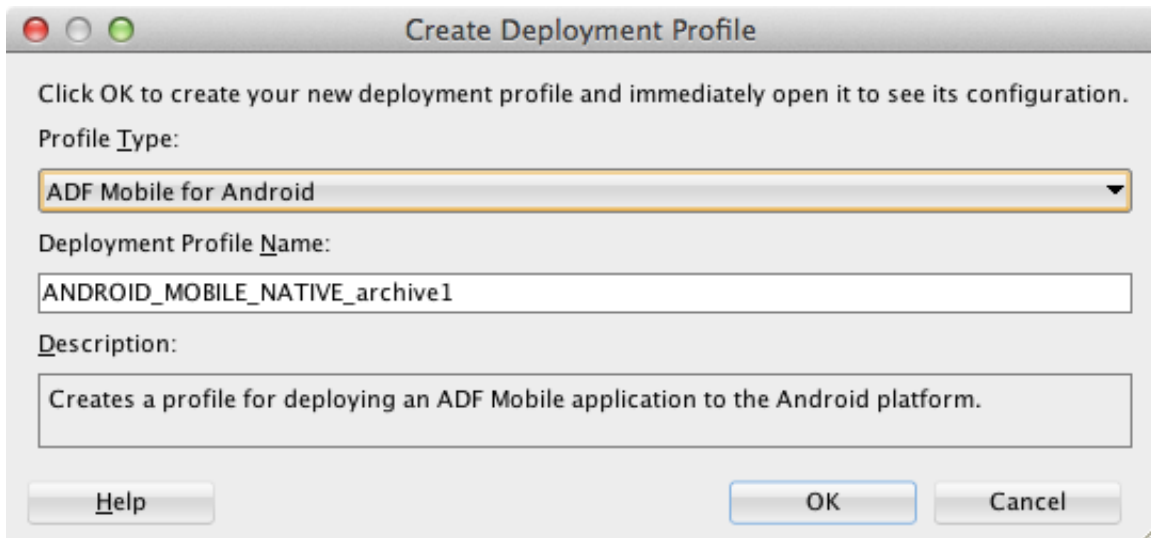 Create Deployment Profile
Click OK to create your new deployment profile and immediately open it to see its configuration.
Profile Type:
ADF Mobile for Android
Deployment Profile Name:
ANDROID_MOBILE_NATIVE_archive1
Description:
Creates a profile for deploying an ADF Mobile application to the Android platform.
Help OK Cancel